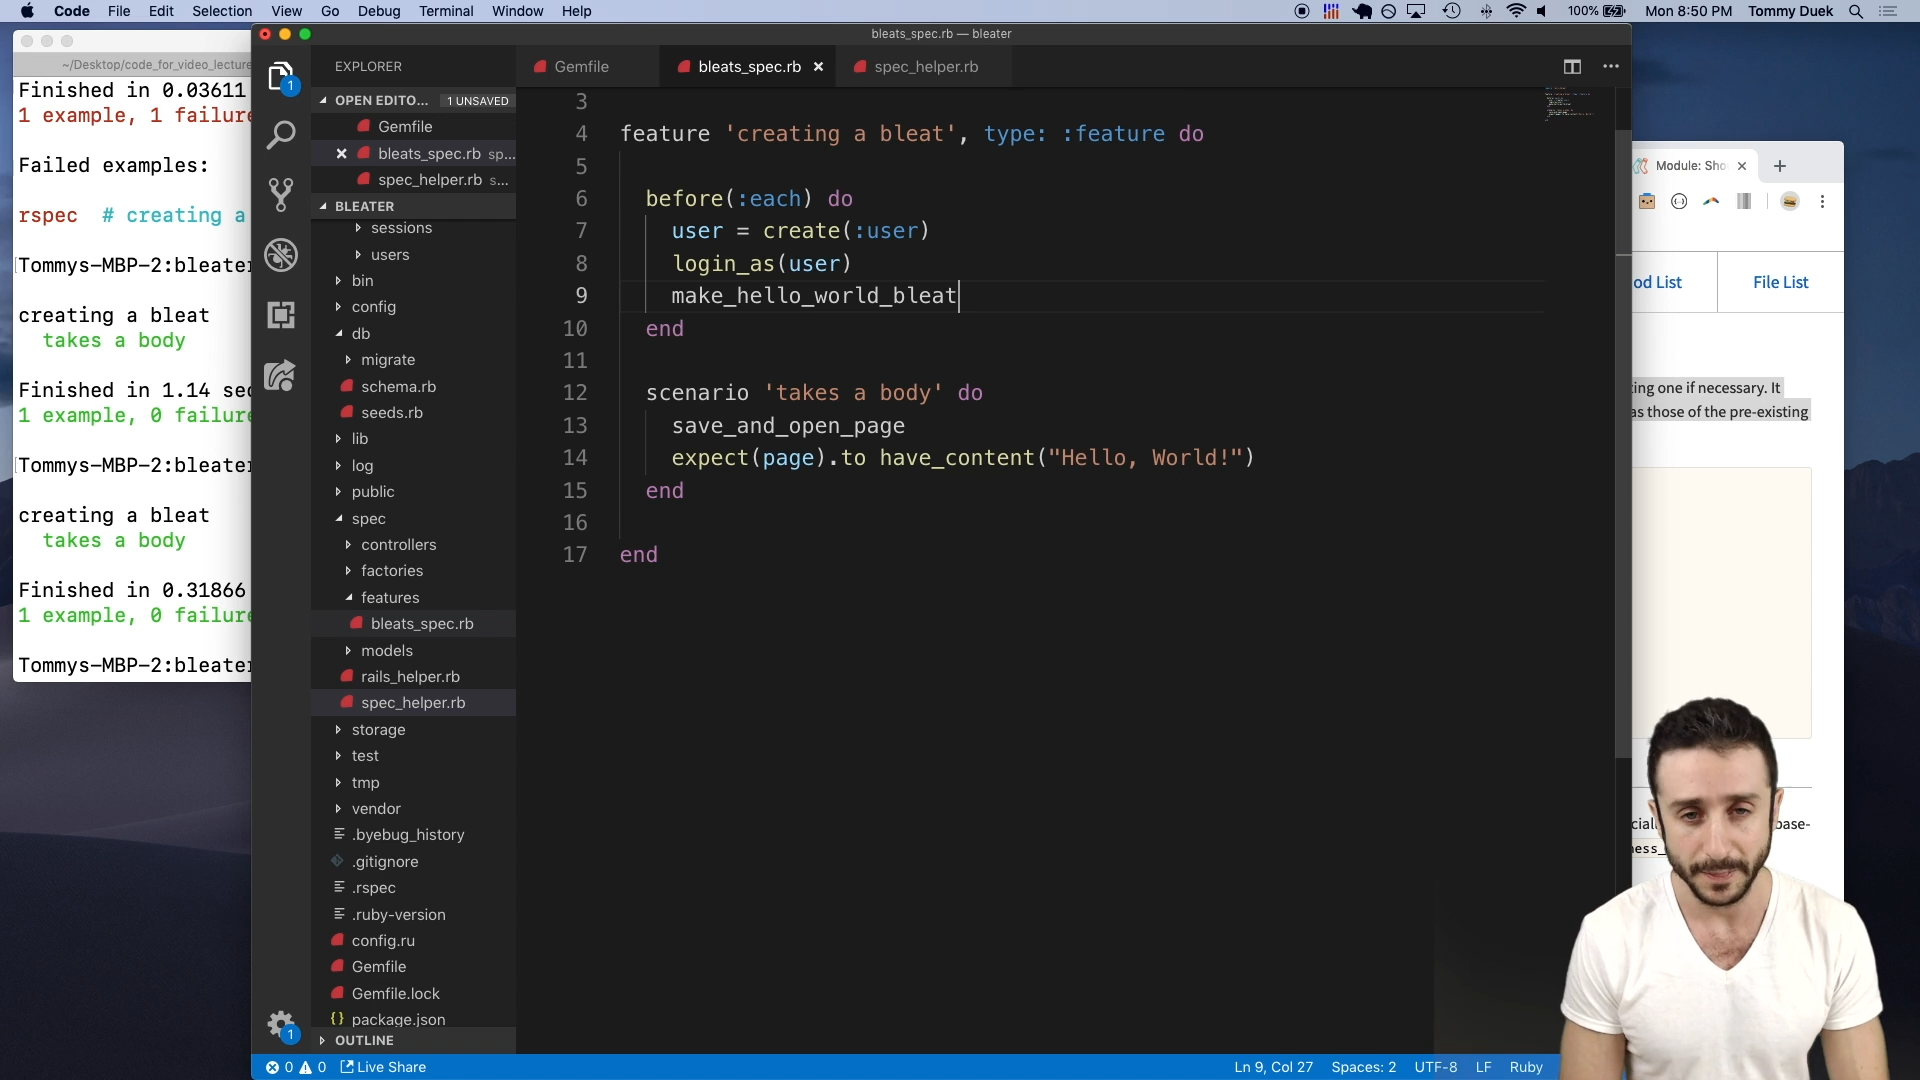 Code File Edit Selection View Go Debug Terminal Window Help
100% Mon 8:50 PM Tommy Duek
~/Desktop/code_for_video_lecture
Finished in 0.03611
1 example, 1 failure
Failed examples:
rspec # creating a
Tommys-MBP-2:bleater
creating a bleat
takes a body
Finished in 1.14 sec
1 example, 0 failure
Tommys-MBP-2:bleater
creating a bleat
takes a body
Finished in 0.31866
1 example, 0 failure
Tommys-MBP-2:bleater
bleats_spec.rb — bleater
1
1
EXPLORER
OPEN EDITO... 1 UNSAVED
Gemfile
bleats_spec.rb sp...
spec_helper.rb s...
BLEATER
sessions
users
bin
config
db
migrate
schema.rb
seeds.rb
lib
log
public
spec
controllers
factories
features
bleats_spec.rb
models
rails_helper.rb
spec_helper.rb
storage
test
tmp
vendor
.byebug_history
.gitignore
.rspec
.ruby-version
config.ru
Gemfile
Gemfile.lock
package.json
OUTLINE
Gemfile bleats_spec.rb spec_helper.rb
3
4 feature 'creating a bleat', type: :feature do
5
6 before(:each) do
7 user = create(:user)
8 login_as(user)
9 make_hello_world_bleat
10 end
11
12 scenario 'takes a body' do
13 save_and_open_page
14 expect(page).to have_content("Hello, World!")
15 end
16
17 end
0 0 Live Share Ln 9, Col 27 Spaces: 2 UTF-8 LF Ruby
Module: Sho
od List File List
ting one if necessary. It
as those of the pre-existing
cial base-
ness_